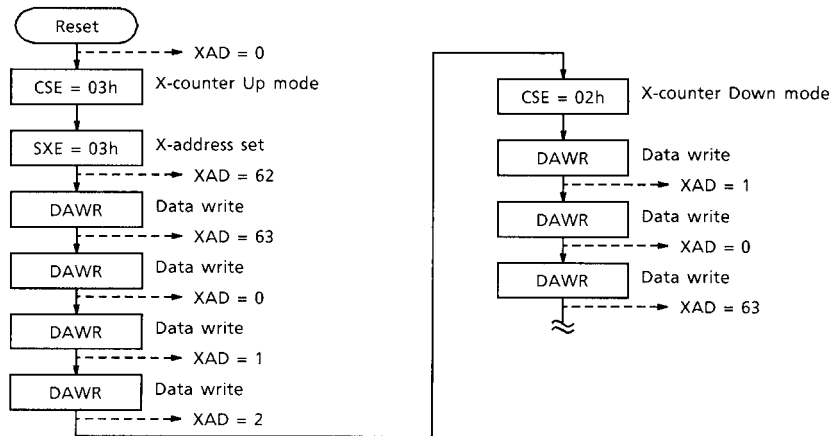 Reset
XAD = 0
CSE = 03h X-counter Up mode
SXE = 03h X-address set
XAD = 62
DAWR Data write
XAD = 63
DAWR Data write
XAD = 0
DAWR Data write
XAD = 1
DAWR Data write
XAD = 2
CSE = 02h X-counter Down mode
DAWR Data write
XAD = 1
DAWR Data write
XAD = 0
DAWR Data write
XAD = 63